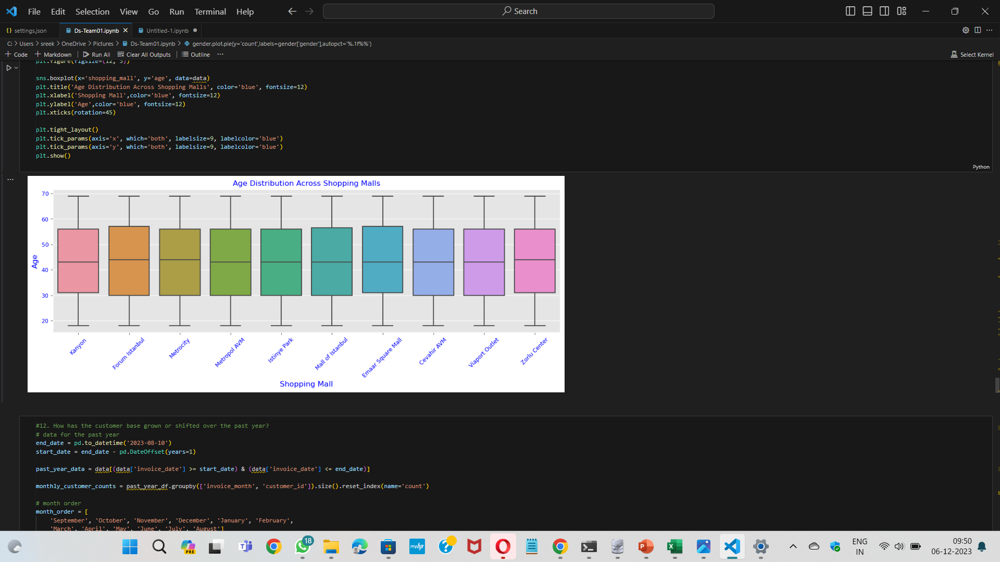 File Edit Selection View Go Run Terminal Help
Search
settings.json Ds-Team01.ipynb Untitled-1.ipynb
C: > Users > sreek > OneDrive > Pictures > Ds-Team01.ipynb > gender.plot.pie(y='count',labels=gender['gender'],autopct='%.1f%%')
Code Markdown Run All Clear All Outputs Outline ... Select Kernel
plt.figure(figsize=(12, 5))
sns.boxplot(x='shopping_mall', y='age', data=data)
plt.title('Age Distribution Across Shopping Malls', color='blue', fontsize=12)
plt.xlabel('Shopping Mall',color='blue', fontsize=12)
plt.ylabel('Age',color='blue', fontsize=12)
plt.xticks(rotation=45)
plt.tight_layout()
plt.tick_params(axis='x', which='both', labelsize=9, labelcolor='blue')
plt.tick_params(axis='y', which='both', labelsize=9, labelcolor='blue')
plt.show()
Python
Age Distribution Across Shopping Malls
70
60
50
40
30
20
Age
Kanyon Forum Istanbul Metrocity Metropol AVM Istinye Park Mall of Istanbul Emaar Square Mall Cevahir AVM Viaport Outlet Zorlu Center
Shopping Mall
#12. How has the customer base grown or shifted over the past year?
# data for the past year
end_date = pd.to_datetime('2023-08-10')
start_date = end_date - pd.DateOffset(years=1)
past_year_data = data[(data['invoice_date'] >= start_date) & (data['invoice_date'] <= end_date)]
monthly_customer_counts = past_year_df.groupby(['invoice_month', 'customer_id']).size().reset_index(name='count')
# month order
month_order = [
'September', 'October', 'November', 'December', 'January', 'February',
'March', 'April', 'May', 'June', 'July', 'August']
PRE
18
myhp
ENG
IN
09:50
06-12-2023